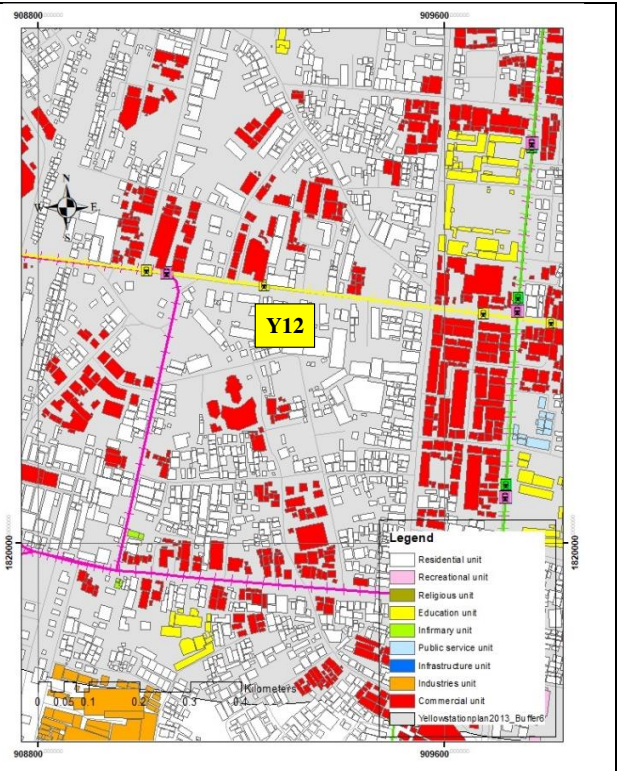 908800
909600
N
W E
S
Y12
1820000
1820000
Legend
Residential unit
Recreational unit
Religious unit
Education unit
Infirmary unit
Public service unit
Infrastructure unit
Industries unit
Commercial unit
Yellowstationplan2013_Buffer6
Kilometers
0 0.05 0.1 0.2 0.3 0.4
908800
909600